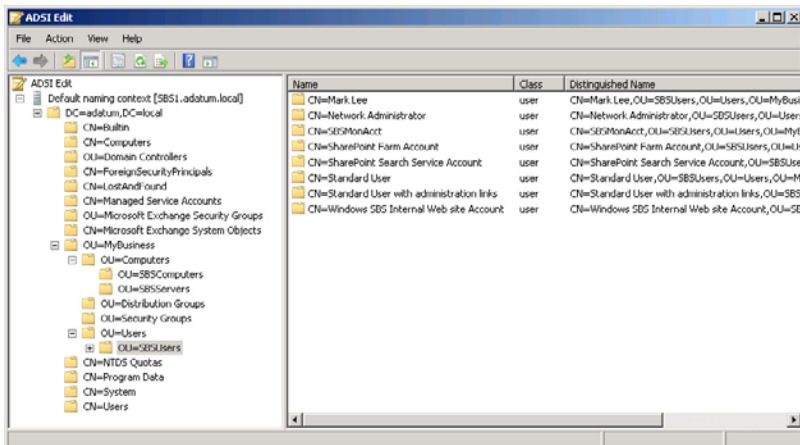 ADSI Edit
File Action View Help
ADSI Edit
Default naming context [SBS1.adatum.local]
DC=adatum,DC=local
CN=Builtin
CN=Computers
OU=Domain Controllers
CN=ForeignSecurityPrincipals
CN=LostAndFound
CN=Managed Service Accounts
OU=Microsoft Exchange Security Groups
CN=Microsoft Exchange System Objects
OU=MyBusiness
OU=Computers
OU=SBSComputers
OU=SBSServers
OU=Distribution Groups
OU=Security Groups
OU=Users
OU=SBSUsers
CN=NTDS Quotas
CN=Program Data
CN=System
CN=Users
Name Class Distinguished Name
CN=Mark Lee user CN=Mark Lee,OU=SBSUsers,OU=Users,OU=MyBusi
CN=Network Administrator user CN=Network Administrator,OU=SBSUsers,OU=Users
CN=SBSMonAcct user CN=SBSMonAcct,OU=SBSUsers,OU=Users,OU=MyB
CN=SharePoint Farm Account user CN=SharePoint Farm Account,OU=SBSUsers,OU=Us
CN=SharePoint Search Service Account user CN=SharePoint Search Service Account,OU=SBSUse
CN=Standard User user CN=Standard User,OU=SBSUsers,OU=Users,OU=M
CN=Standard User with administration links user CN=Standard User with administration links,OU=SBS
CN=Windows SBS Internal Web site Account user CN=Windows SBS Internal Web site Account,OU=SB